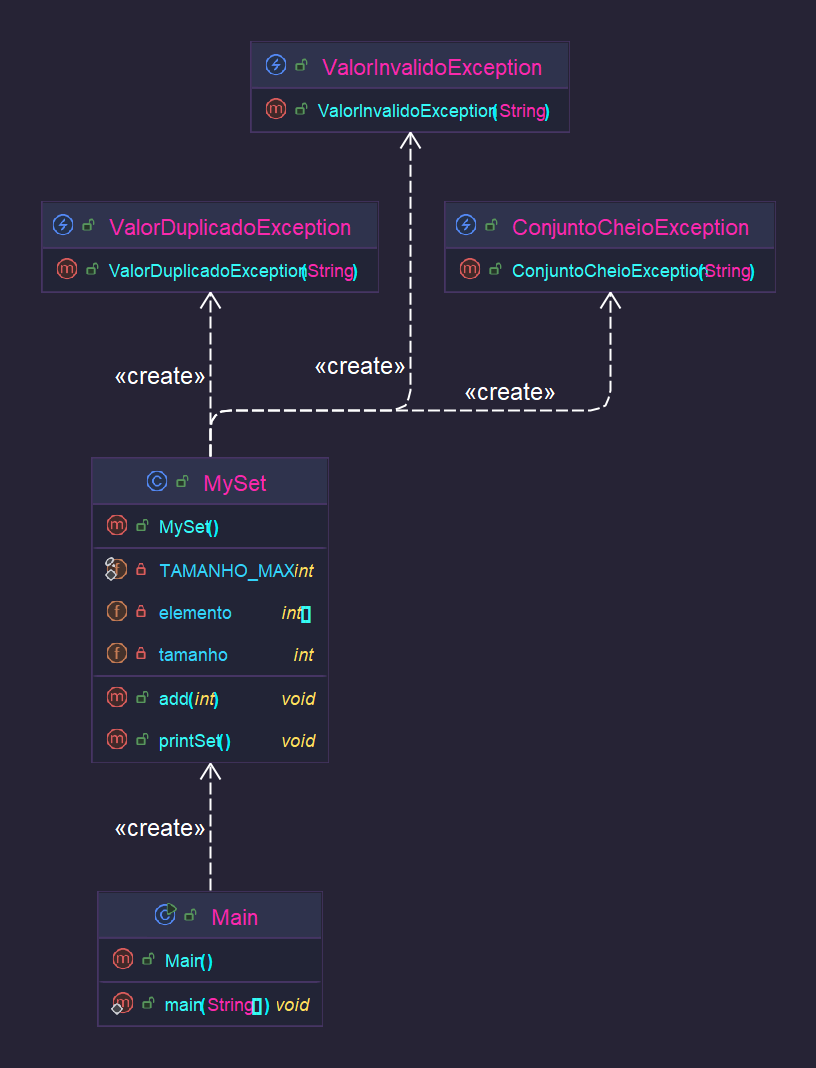 ValorInvalidoException
ValorInvalidoException(String)
ValorDuplicadoException
ValorDuplicadoException(String)
ConjuntoCheioException
ConjuntoCheioException(String)
«create»
«create»
«create»
MySet
MySet()
TAMANHO_MAX int
elemento int[]
tamanho int
add(int) void
printSet() void
«create»
Main
Main()
main(String[]) void